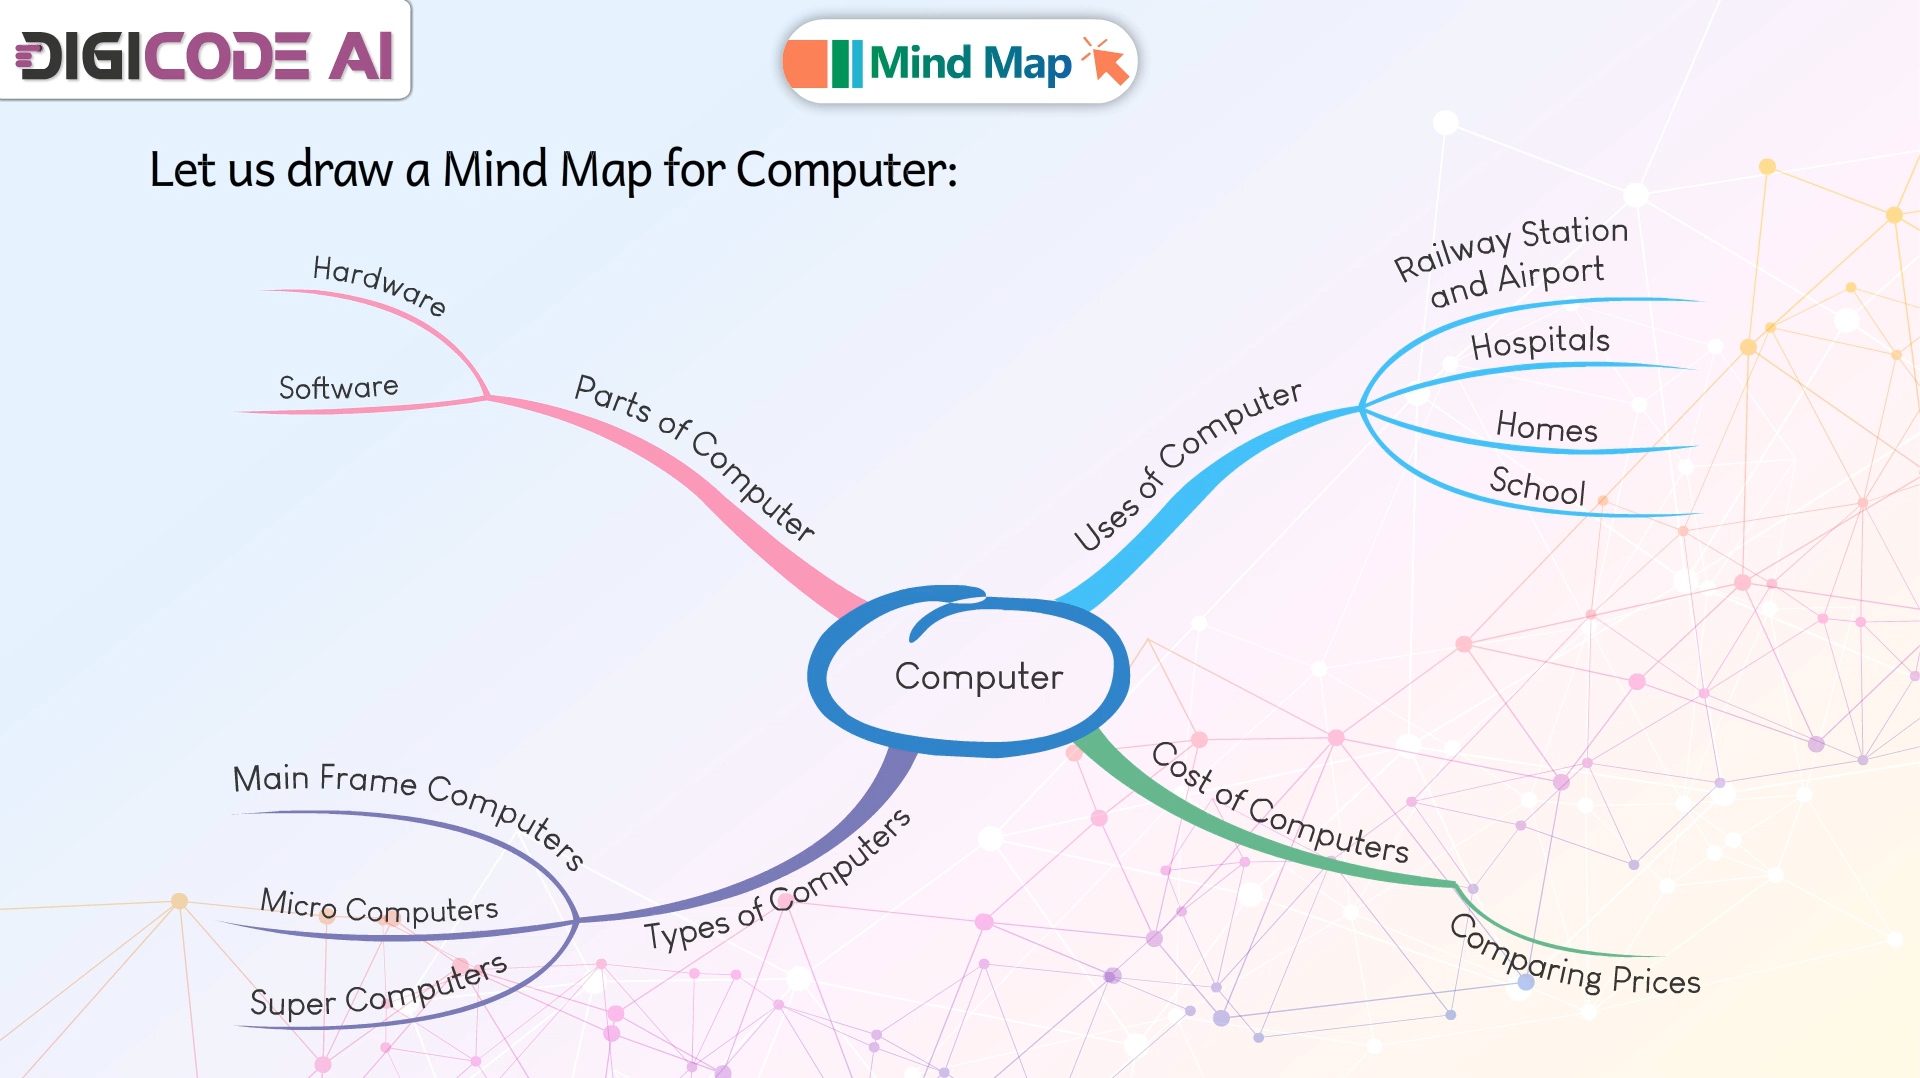 DIGICODE AI
Mind Map
Let us draw a Mind Map for Computer:
Hardware
Software
Parts of Computer
Uses of Computer
Railway Station
and Airport
Hospitals
Homes
School
Computer
Main Frame Computers
Micro Computers
Super Computers
Types of Computers
Cost of Computers
Comparing Prices